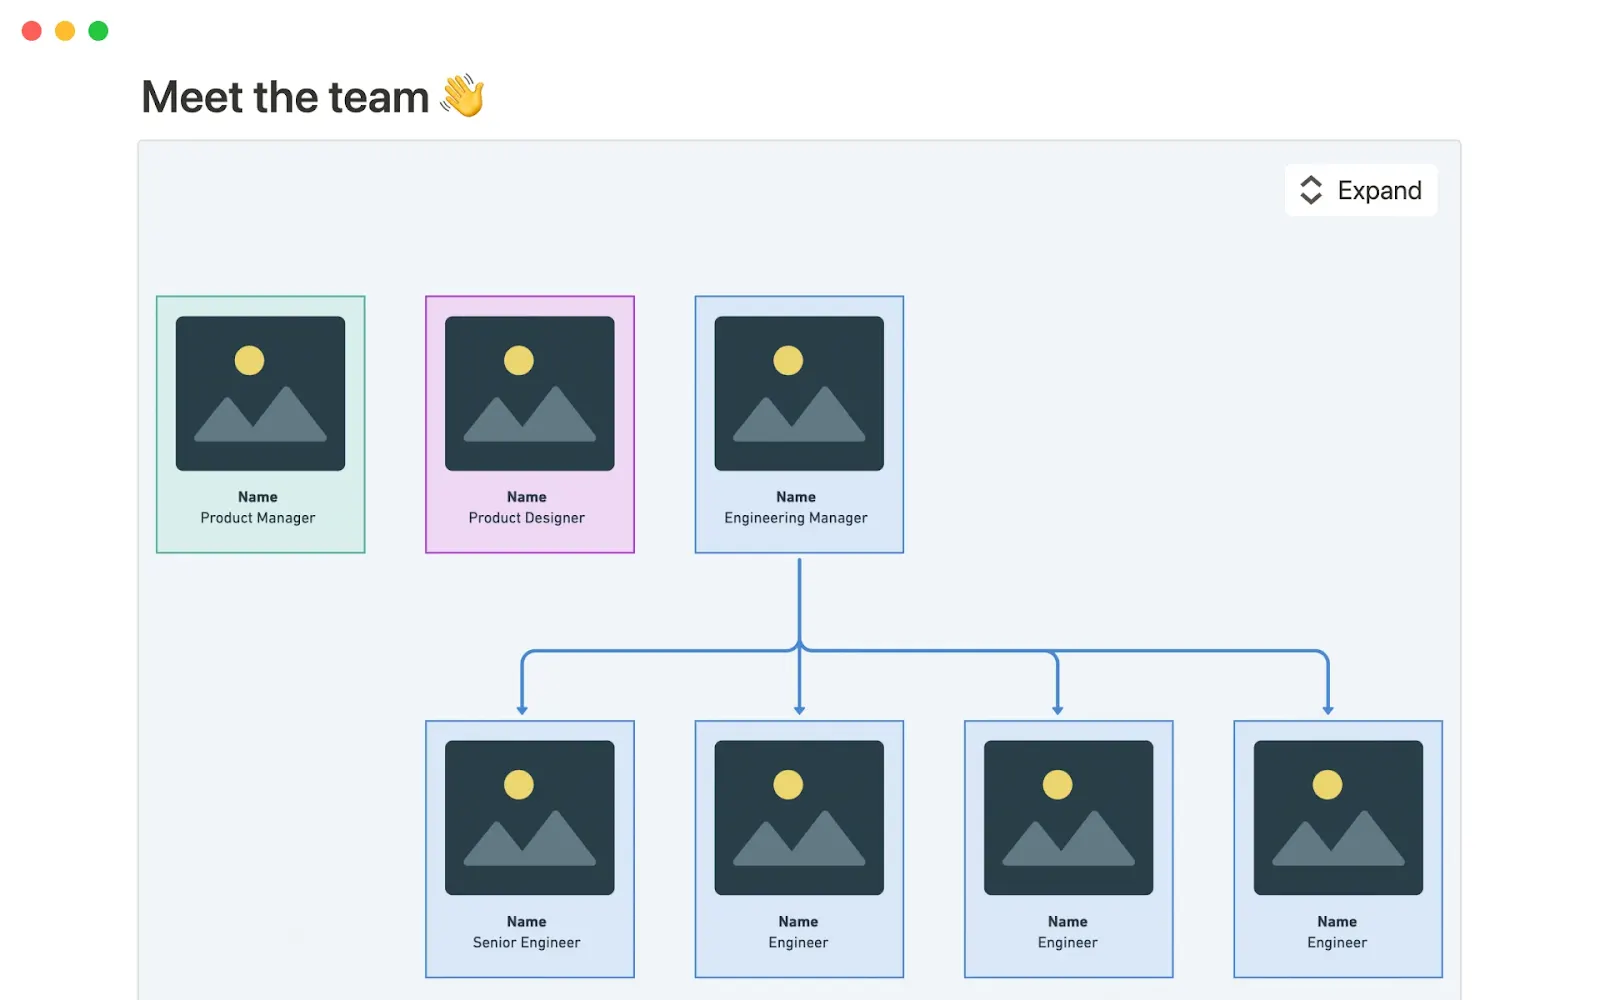 Meet the team 👋
Expand
Name
Product Manager
Name
Product Designer
Name
Engineering Manager
Name
Senior Engineer
Name
Engineer
Name
Engineer
Name
Engineer